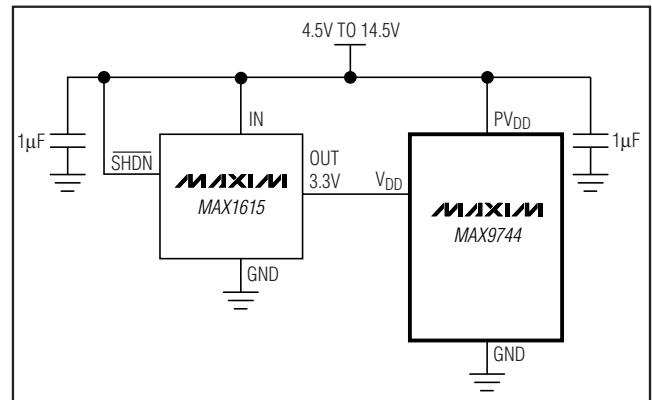 4.5V TO 14.5V
1µF
SHDN
IN
OUT
3.3V
MAXIM
MAX1615
GND
VDD
PVDD
1µF
MAXIM
MAX9744
GND